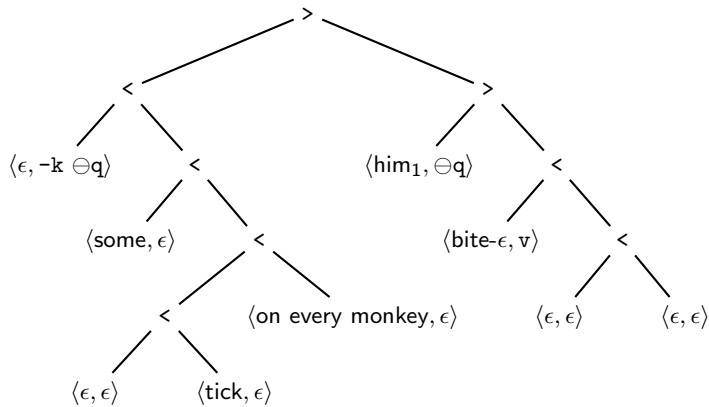 >
< >
⟨ϵ, -k ⊖q⟩ < ⟨him₁, ⊖q⟩ <
⟨some, ϵ⟩ < ⟨bite-ϵ, v⟩ <
< ⟨on every monkey, ϵ⟩ ⟨ϵ, ϵ⟩ ⟨ϵ, ϵ⟩
⟨ϵ, ϵ⟩ ⟨tick, ϵ⟩